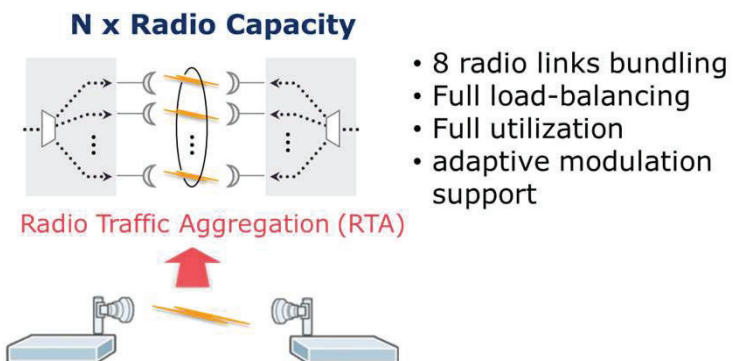 N x Radio Capacity
• 8 radio links bundling
• Full load-balancing
• Full utilization
• adaptive modulation
support
Radio Traffic Aggregation (RTA)